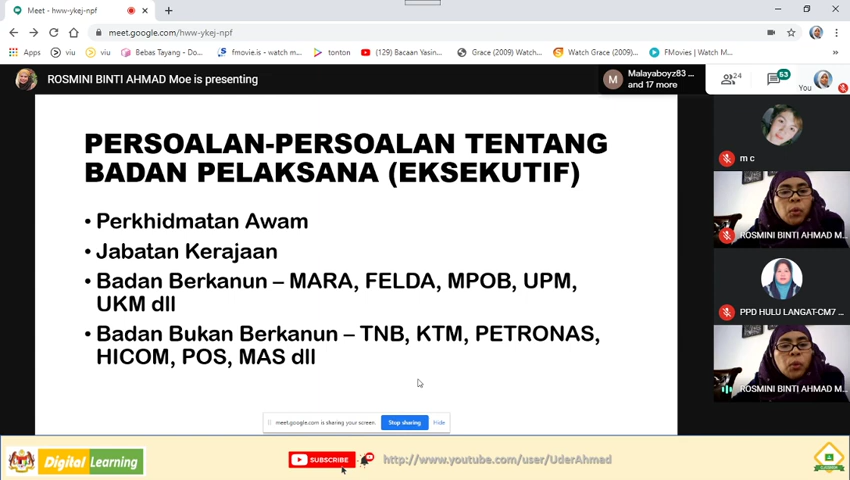 Meet - hww-ykej-npf
meet.google.com/hww-ykej-npf
Apps
viu
viu
Bebas Tayang - Do...
fmovie.is - watch m...
tonton
(129) Bacaan Yasin...
Grace (2009) Watch...
Watch Grace (2009)...
FMovies | Watch M...
ROSMINI BINTI AHMAD Moe is presenting
M
Malayaboyz83 ...
and 17 more
24
63
You
PERSOALAN-PERSOALAN TENTANG
BADAN PELAKSANA (EKSEKUTIF)
• Perkhidmatan Awam
• Jabatan Kerajaan
• Badan Berkanun – MARA, FELDA, MPOB, UPM,
UKM dll
• Badan Bukan Berkanun – TNB, KTM, PETRONAS,
HICOM, POS, MAS dll
m c
ROSMINI BINTI AHMAD M...
PPD HULU LANGAT-CM7 ...
ROSMINI BINTI AHMAD M...
meet.google.com is sharing your screen.
Stop sharing
Hide
Digital Learning
SUBSCRIBE
http://www.youtube.com/user/UderAhmad